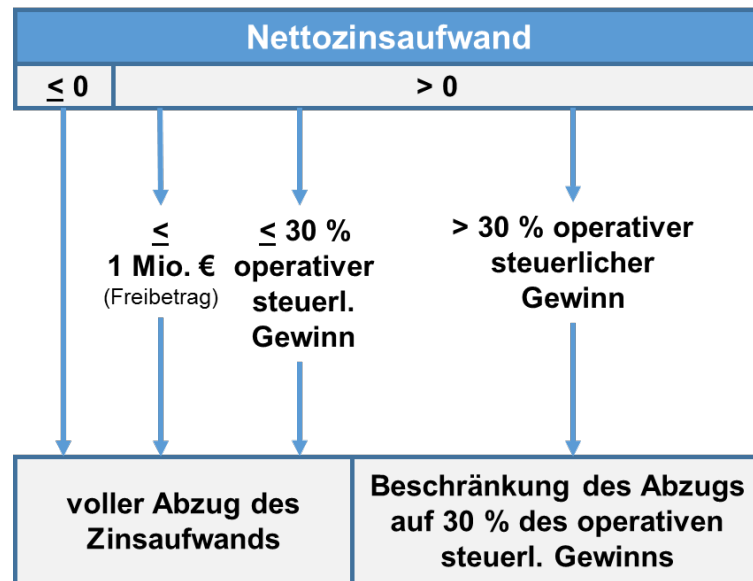 Nettozinsaufwand
≤ 0
> 0
≤
1 Mio. €
(Freibetrag)
≤ 30 %
operativer
steuerl.
Gewinn
> 30 % operativer
steuerlicher
Gewinn
voller Abzug des
Zinsaufwands
Beschränkung des Abzugs
auf 30 % des operativen
steuerl. Gewinns